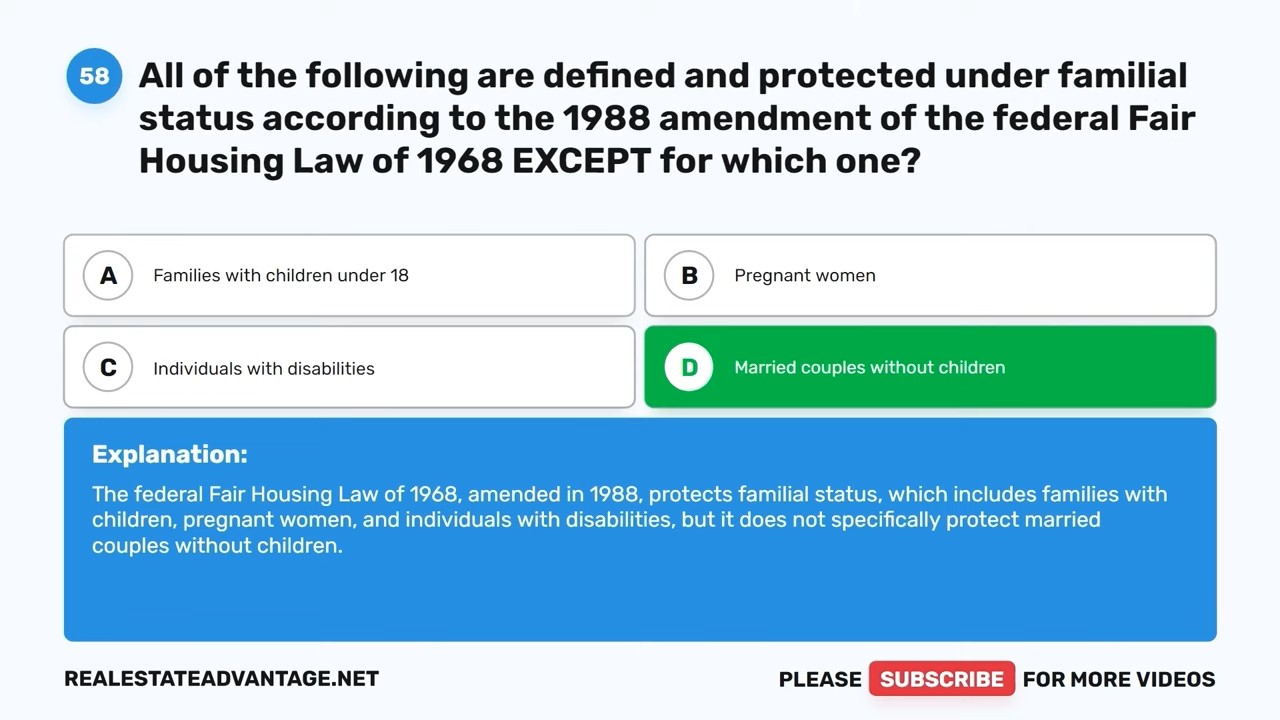 58
All of the following are defined and protected under familial
status according to the 1988 amendment of the federal Fair
Housing Law of 1968 EXCEPT for which one?
A Families with children under 18
B Pregnant women
C Individuals with disabilities
D Married couples without children
Explanation:
The federal Fair Housing Law of 1968, amended in 1988, protects familial status, which includes families with
children, pregnant women, and individuals with disabilities, but it does not specifically protect married
couples without children.
REALESTATEADVANTAGE.NET
PLEASE SUBSCRIBE FOR MORE VIDEOS